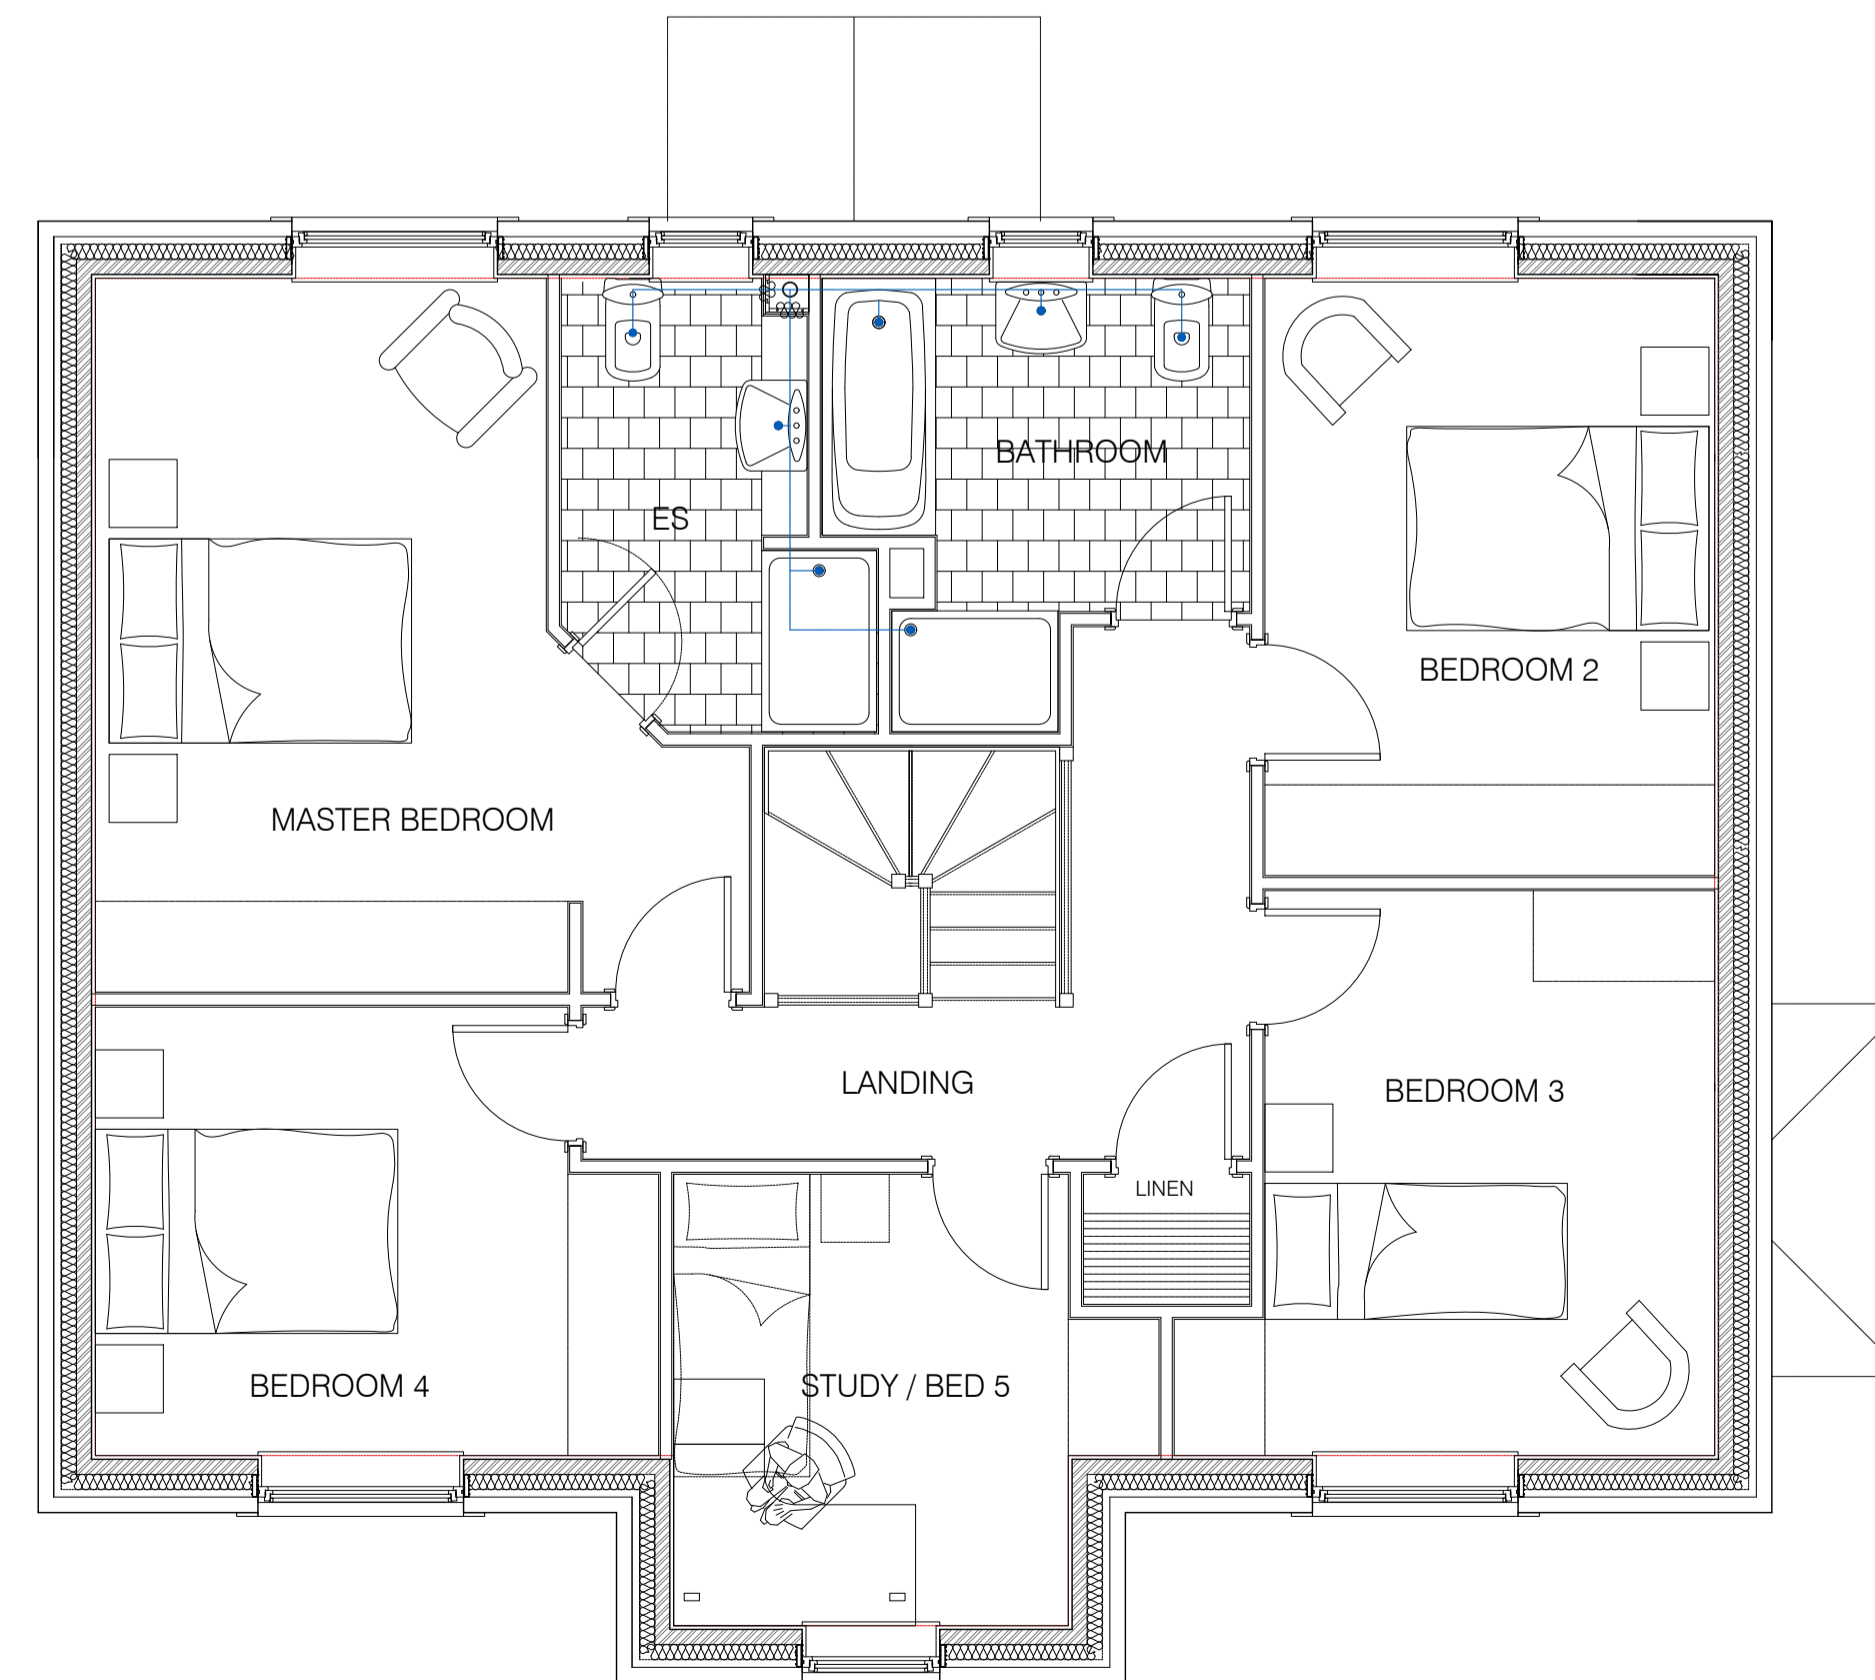 BATHROOM
ES
BEDROOM 2
MASTER BEDROOM
LANDING
BEDROOM 3
LINEN
BEDROOM 4
STUDY / BED 5